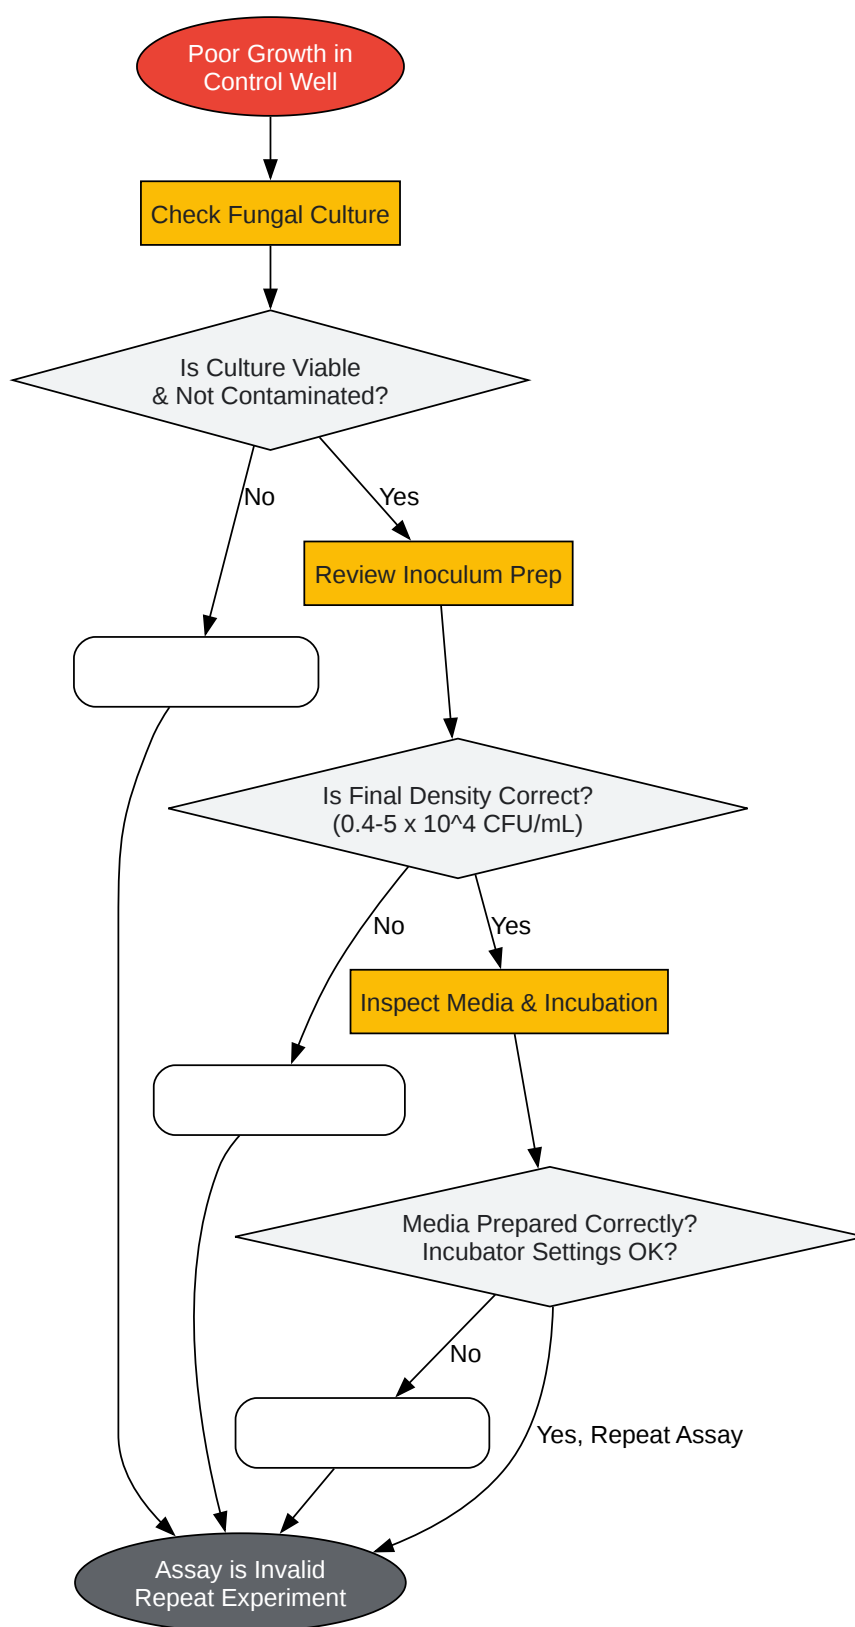 Poor Growth in
Control Well
Check Fungal Culture
Is Culture Viable
& Not Contaminated?
No
Yes
Review Inoculum Prep
Is Final Density Correct?
(0.4-5 x 10^4 CFU/mL)
No
Yes
Inspect Media & Incubation
Media Prepared Correctly?
Incubator Settings OK?
No
Yes, Repeat Assay
Assay is Invalid
Repeat Experiment